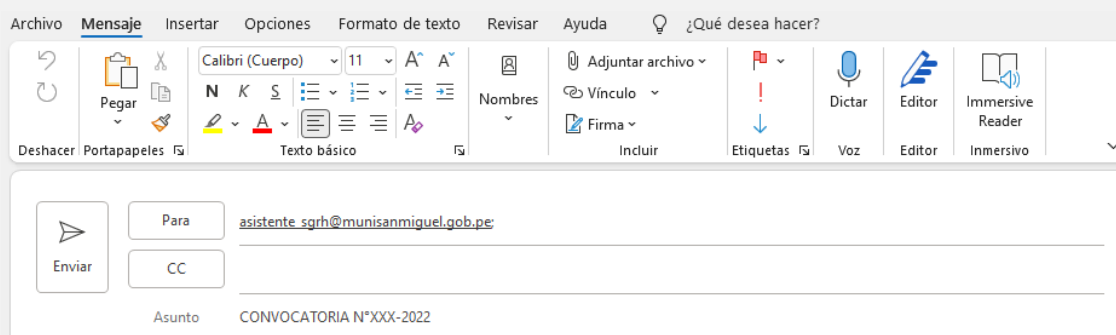 Archivo Mensaje Insertar Opciones Formato de texto Revisar Ayuda ¿Qué desea hacer?
Calibri (Cuerpo) 11 A A Adjuntar archivo
Pegar N K S Nombres Vínculo Dictar Editor Immersive Reader
A A Firma
Deshacer Portapapeles Texto básico Incluir Etiquetas Voz Editor Inmersivo
Para asistente_sgrh@munisanmiguel.gob.pe;
Enviar CC
Asunto CONVOCATORIA N°XXX-2022